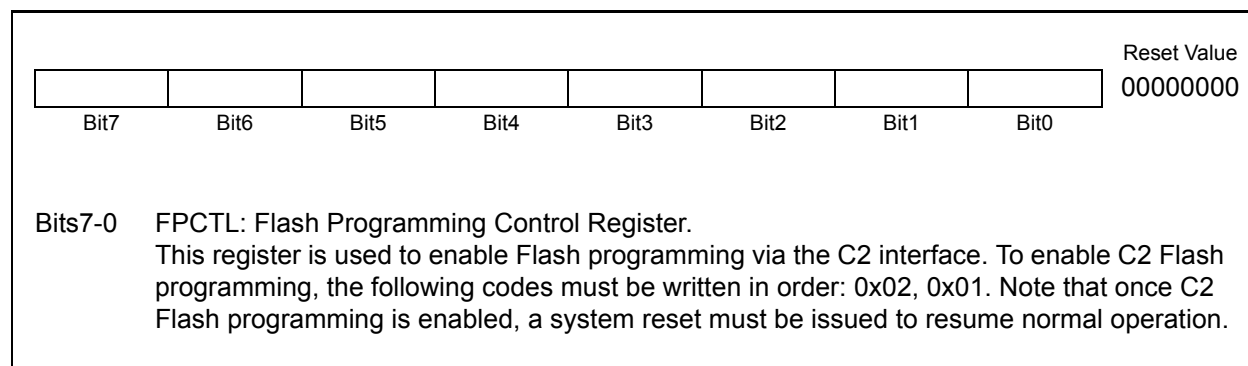 Reset Value
00000000
Bit7 Bit6 Bit5 Bit4 Bit3 Bit2 Bit1 Bit0
Bits7-0 FPCTL: Flash Programming Control Register.
This register is used to enable Flash programming via the C2 interface. To enable C2 Flash
programming, the following codes must be written in order: 0x02, 0x01. Note that once C2
Flash programming is enabled, a system reset must be issued to resume normal operation.